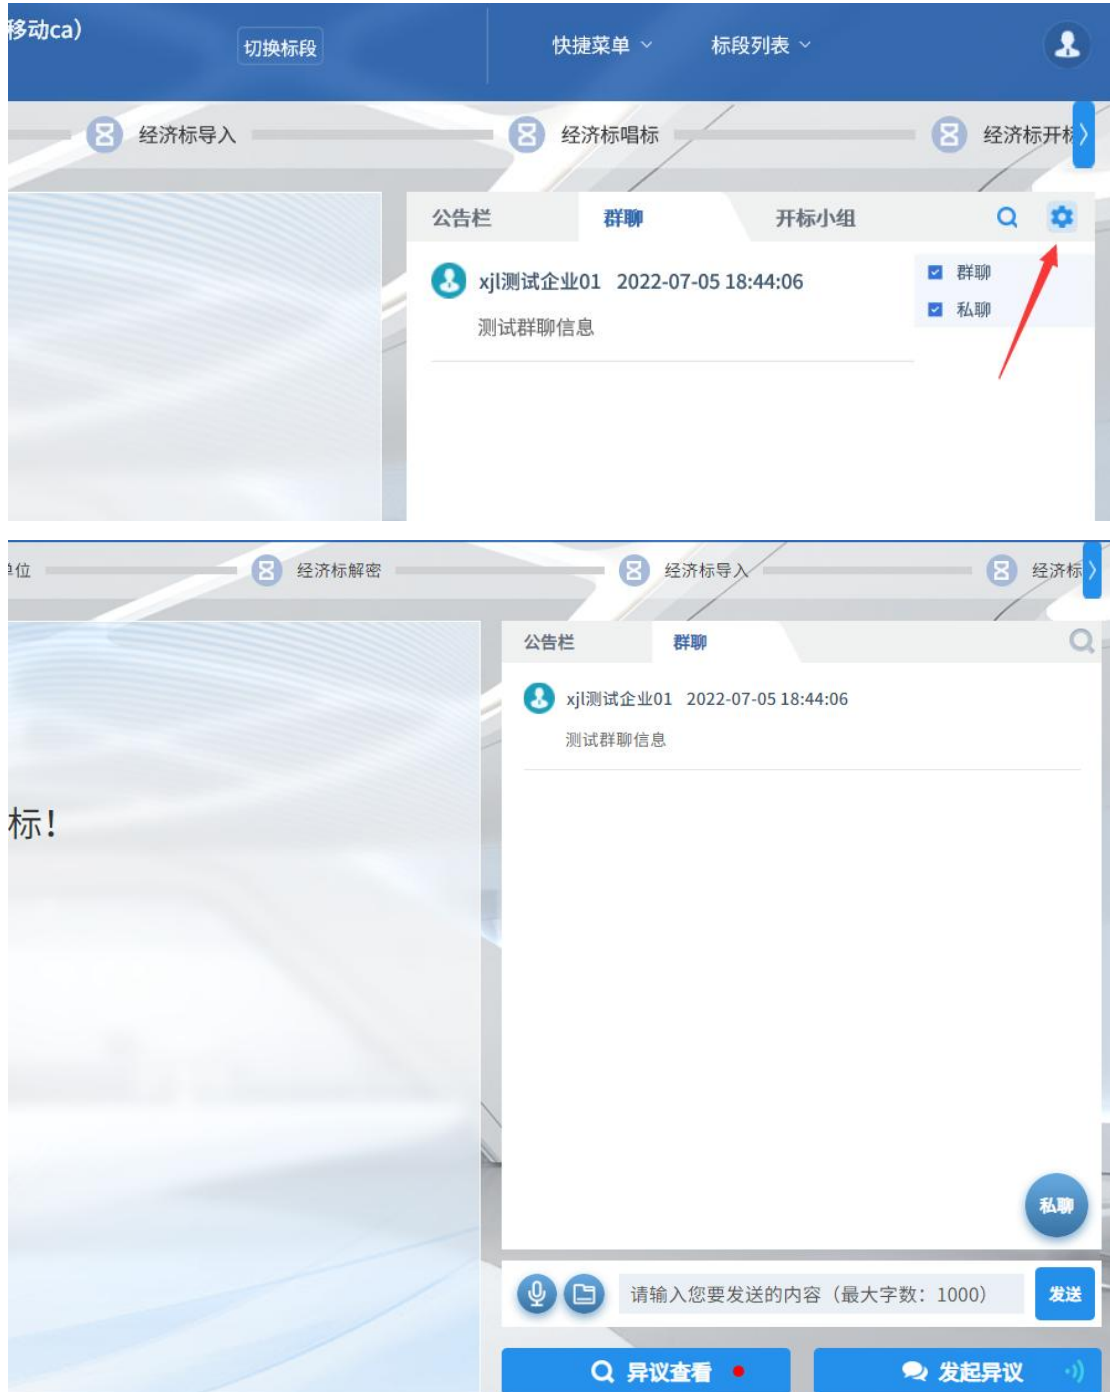 移动ca）
切换标段
快捷菜单
标段列表
经济标导入
经济标唱标
经济标开标
公告栏
群聊
开标小组
xjl测试企业01 2022-07-05 18:44:06
测试群聊信息
群聊
私聊
单位
经济标解密
经济标导入
经济标
公告栏
群聊
xjl测试企业01 2022-07-05 18:44:06
测试群聊信息
标！
私聊
请输入您要发送的内容（最大字数：1000）
发送
异议查看
发起异议